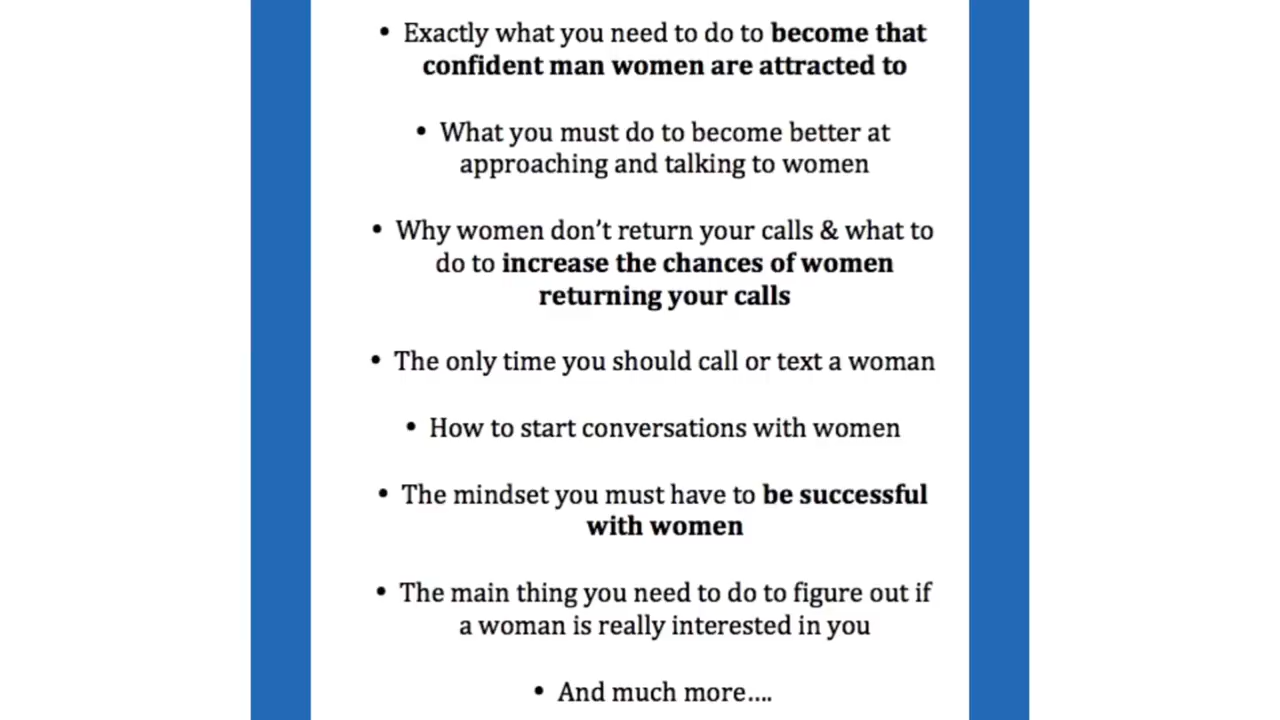 • Exactly what you need to do to become that
confident man women are attracted to
• What you must do to become better at
approaching and talking to women
• Why women don’t return your calls & what to
do to increase the chances of women
returning your calls
• The only time you should call or text a woman
• How to start conversations with women
• The mindset you must have to be successful
with women
• The main thing you need to do to figure out if
a woman is really interested in you
• And much more....